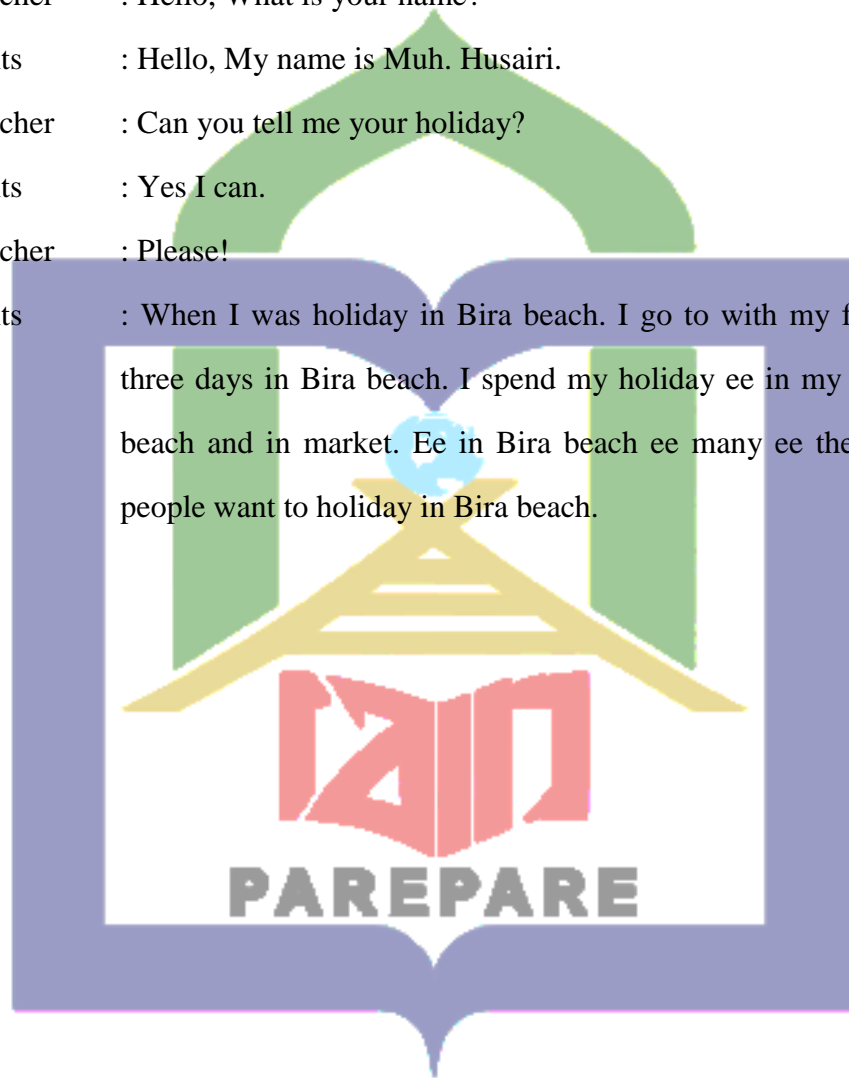 cher : Hello, What is your name?
ts : Hello, My name is Muh. Husairi.
cher : Can you tell me your holiday?
ts : Yes I can.
cher : Please!
ts : When I was holiday in Bira beach. I go to with my f
three days in Bira beach. I spend my holiday ee in my
beach and in market. Ee in Bira beach ee many ee the
people want to holiday in Bira beach.
iain
PAREPARE